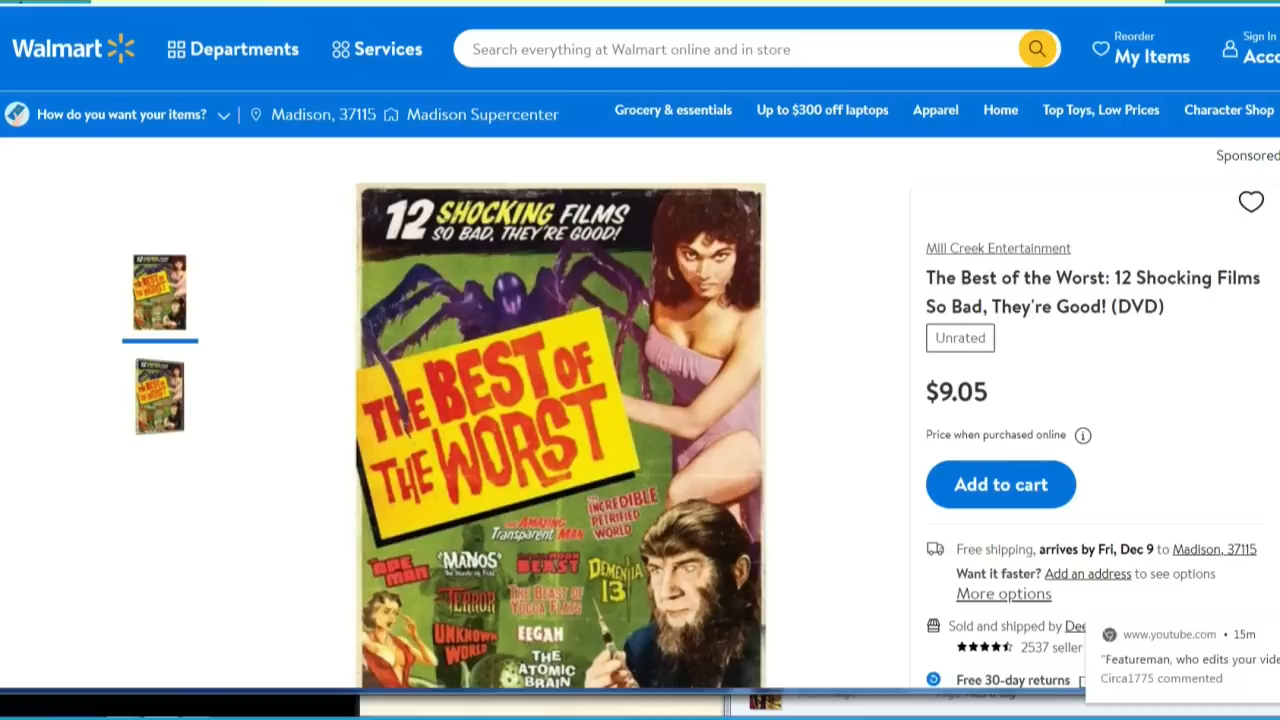 Walmart
Departments
Services
Search everything at Walmart online and in store
Reorder
My Items
Sign In
Acco
How do you want your items?
Madison, 37115
Madison Supercenter
Grocery & essentials
Up to $300 off laptops
Apparel
Home
Top Toys, Low Prices
Character Shop
Sponsored
12 SHOCKING FILMS
SO BAD, THEY'RE GOOD!
THE BEST OF
THE WORST
THE INCREDIBLE
PETRIFIED
WORLD
THE AMAZING
Transparent MAN
APE
MAN
"MANOS"
BEAST
DEMENTIA
13
TERROR
THE BEAST OF
YUCCA FLATS
UNKNOWN
WORLD
EEGAH
THE
ATOMIC
BRAIN
Mill Creek Entertainment
The Best of the Worst: 12 Shocking Films
So Bad, They're Good! (DVD)
Unrated
$9.05
Price when purchased online
Add to cart
Free shipping, arrives by Fri, Dec 9 to Madison, 37115
Want it faster? Add an address to see options
More options
Sold and shipped by Dee
2537 seller
Free 30-day returns
www.youtube.com • 15m
"Featureman, who edits your vide
Circa1775 commented